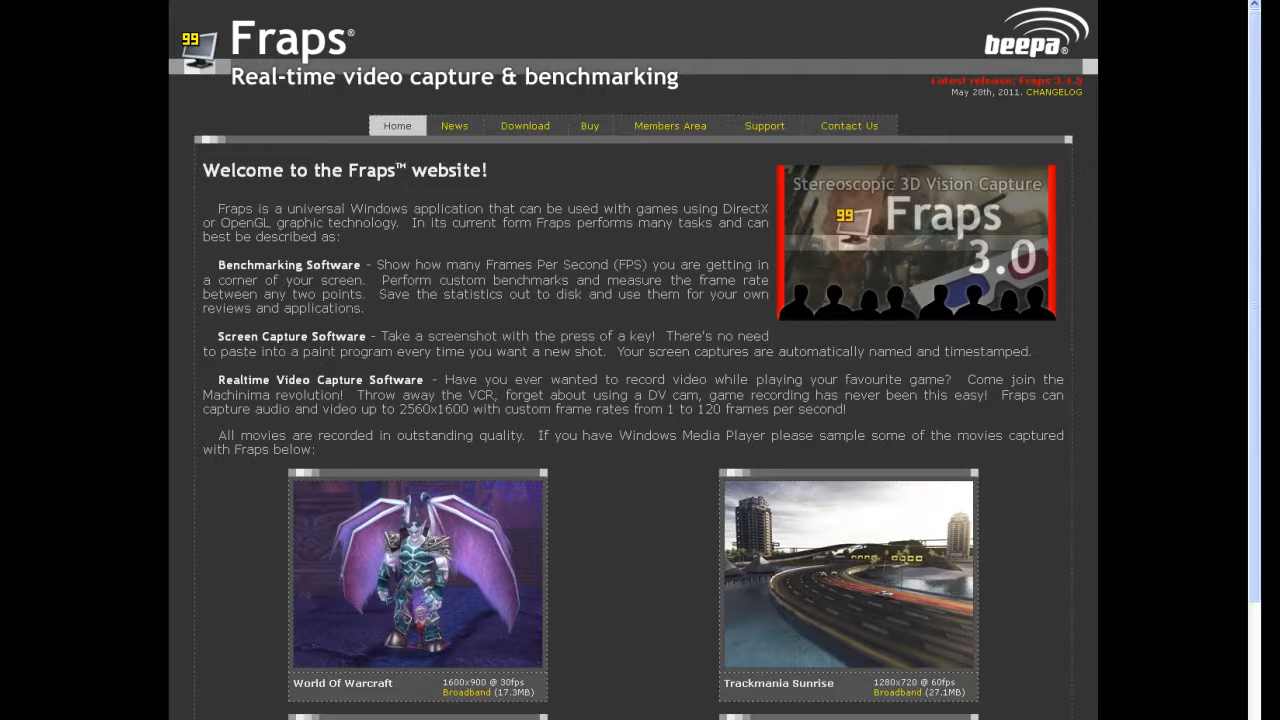 99
Fraps®
Real-time video capture & benchmarking
beepa®
Latest release: Fraps 3.4.5
May 28th, 2011. CHANGELOG
Home News Download Buy Members Area Support Contact Us
Welcome to the Fraps™ website!
Fraps is a universal Windows application that can be used with games using DirectX
or OpenGL graphic technology. In its current form Fraps performs many tasks and can
best be described as:
Stereoscopic 3D Vision Capture
99 Fraps
3.0
Benchmarking Software - Show how many Frames Per Second (FPS) you are getting in
a corner of your screen. Perform custom benchmarks and measure the frame rate
between any two points. Save the statistics out to disk and use them for your own
reviews and applications.
Screen Capture Software - Take a screenshot with the press of a key! There's no need
to paste into a paint program every time you want a new shot. Your screen captures are automatically named and timestamped.
Realtime Video Capture Software - Have you ever wanted to record video while playing your favourite game? Come join the
Machinima revolution! Throw away the VCR, forget about using a DV cam, game recording has never been this easy! Fraps can
capture audio and video up to 2560x1600 with custom frame rates from 1 to 120 frames per second!
All movies are recorded in outstanding quality. If you have Windows Media Player please sample some of the movies captured
with Fraps below:
World Of Warcraft 1600x900 @ 30fps
Broadband (17.3MB)
Trackmania Sunrise 1280x720 @ 60fps
Broadband (27.1MB)